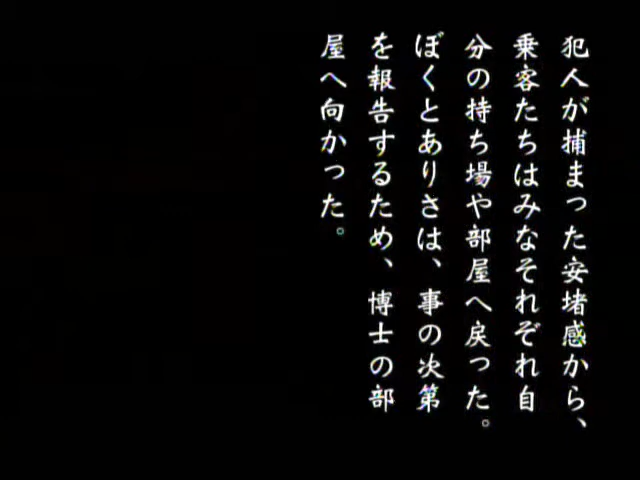 犯人が捕まった安堵感から、
乗客たちはみなそれぞれ自
分の持ち場や部屋へ戻った。
ぼくとありさは、事の次第
を報告するため、博士の部
屋へ向かった。